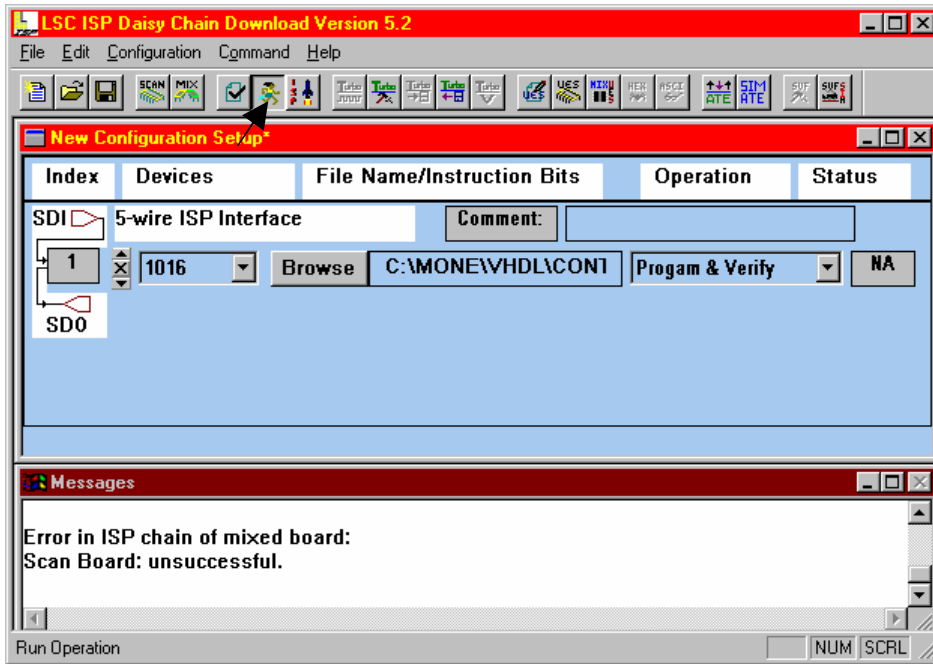 LSC ISP Daisy Chain Download Version 5.2
File Edit Configuration Command Help
SCAN MIX Turbo Turbo Turbo Turbo Turbo UES UES MIX HEX ASCI ATE SIM ATE SVF SVFS
New Configuration Setup*
Index Devices File Name/Instruction Bits Operation Status
SDI 5-wire ISP Interface Comment:
1 1016 Browse C:\MONE\VHDL\CONT Progam & Verify NA
SDO
Messages
Error in ISP chain of mixed board:
Scan Board: unsuccessful.
Run Operation NUM SCRL